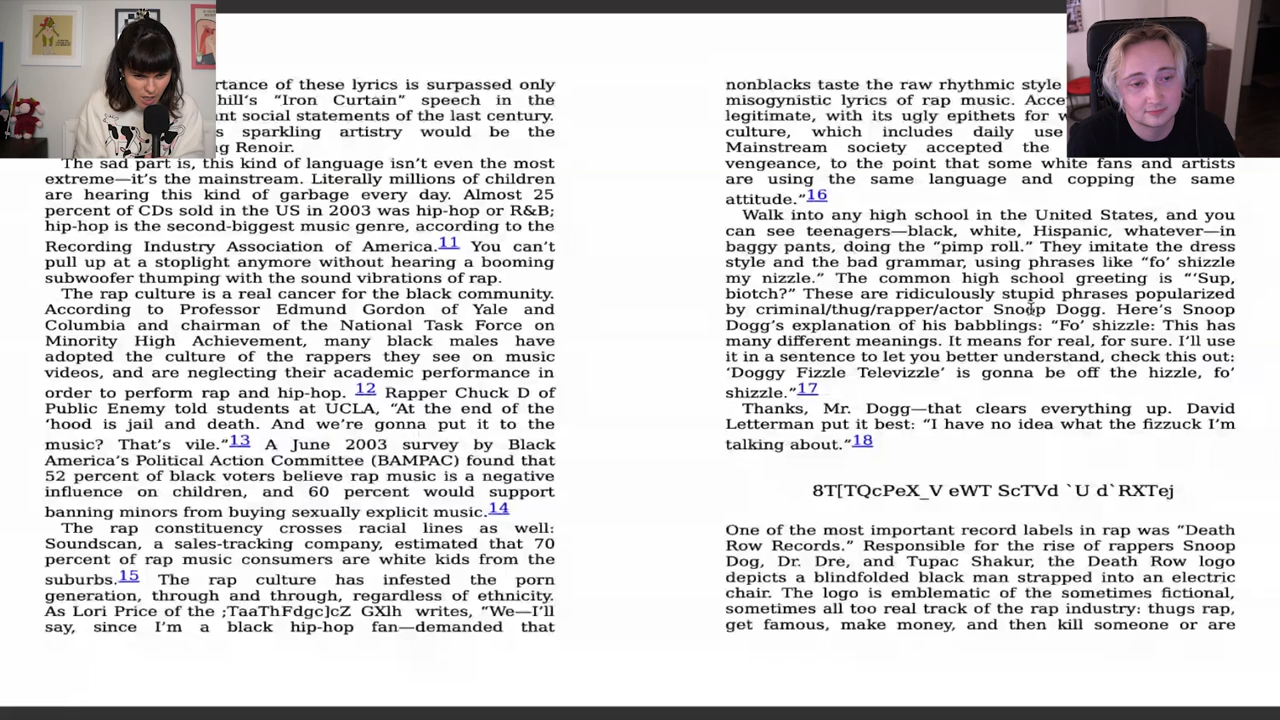 rtance of these lyrics is surpassed only
hill's “Iron Curtain” speech in the
nt social statements of the last century.
s sparkling artistry would be the
g Renoir.
The sad part is, this kind of language isn't even the most
extreme—it's the mainstream. Literally millions of children
are hearing this kind of garbage every day. Almost 25
percent of CDs sold in the US in 2003 was hip-hop or R&B;
hip-hop is the second-biggest music genre, according to the
Recording Industry Association of America.11 You can't
pull up at a stoplight anymore without hearing a booming
subwoofer thumping with the sound vibrations of rap.
The rap culture is a real cancer for the black community.
According to Professor Edmund Gordon of Yale and
Columbia and chairman of the National Task Force on
Minority High Achievement, many black males have
adopted the culture of the rappers they see on music
videos, and are neglecting their academic performance in
order to perform rap and hip-hop. 12 Rapper Chuck D of
Public Enemy told students at UCLA, “At the end of the
‘hood is jail and death. And we're gonna put it to the
music? That's vile.”13 A June 2003 survey by Black
America's Political Action Committee (BAMPAC) found that
52 percent of black voters believe rap music is a negative
influence on children, and 60 percent would support
banning minors from buying sexually explicit music.14
The rap constituency crosses racial lines as well:
Soundscan, a sales-tracking company, estimated that 70
percent of rap music consumers are white kids from the
suburbs.15 The rap culture has infested the porn
generation, through and through, regardless of ethnicity.
As Lori Price of the ;TaaThFdgc]cZ GXlh writes, “We—I'll
say, since I'm a black hip-hop fan—demanded that
nonblacks taste the raw rhythmic style
misogynistic lyrics of rap music. Acce
legitimate, with its ugly epithets for w
culture, which includes daily use
Mainstream society accepted the
vengeance, to the point that some white fans and artists
are using the same language and copping the same
attitude.”16
Walk into any high school in the United States, and you
can see teenagers—black, white, Hispanic, whatever—in
baggy pants, doing the “pimp roll.” They imitate the dress
style and the bad grammar, using phrases like “fo’ shizzle
my nizzle.” The common high school greeting is “‘Sup,
biotch?” These are ridiculously stupid phrases popularized
by criminal/thug/rapper/actor Snoop Dogg. Here's Snoop
Dogg's explanation of his babblings: “Fo’ shizzle: This has
many different meanings. It means for real, for sure. I'll use
it in a sentence to let you better understand, check this out:
‘Doggy Fizzle Televizzle’ is gonna be off the hizzle, fo’
shizzle.”17
Thanks, Mr. Dogg—that clears everything up. David
Letterman put it best: “I have no idea what the fizzuck I'm
talking about.”18
8T[TQcPeX_V eWT ScTVd `U d`RXTej
One of the most important record labels in rap was “Death
Row Records.” Responsible for the rise of rappers Snoop
Dog, Dr. Dre, and Tupac Shakur, the Death Row logo
depicts a blindfolded black man strapped into an electric
chair. The logo is emblematic of the sometimes fictional,
sometimes all too real track of the rap industry: thugs rap,
get famous, make money, and then kill someone or are